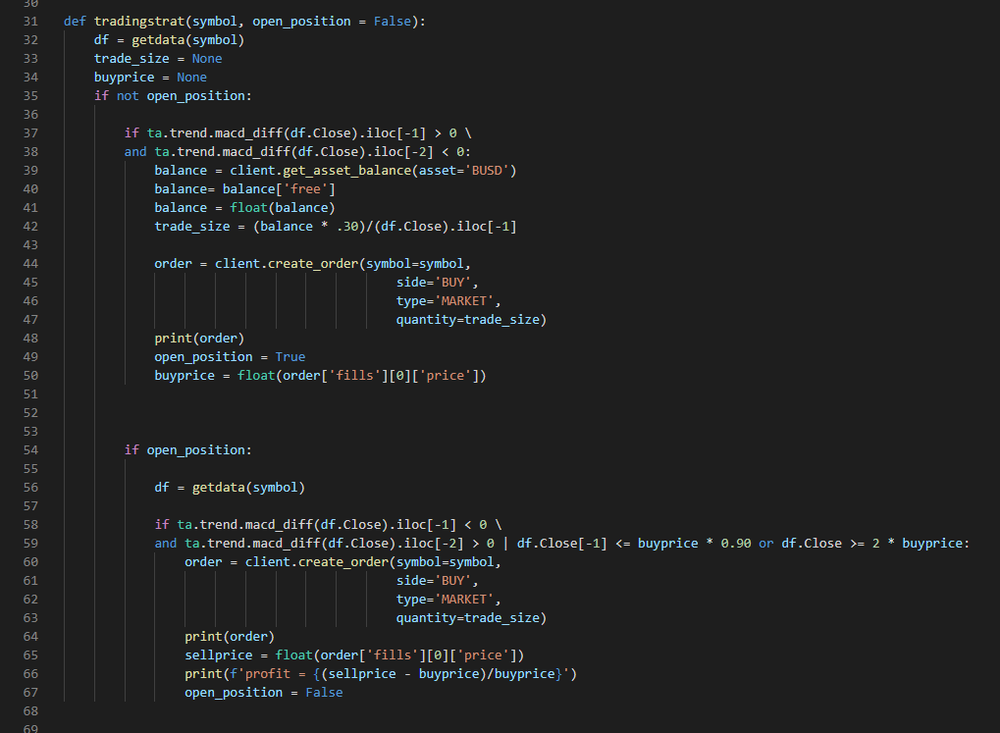 30
31 def tradingstrat(symbol, open_position = False):
32     df = getdata(symbol)
33     trade_size = None
34     buyprice = None
35     if not open_position:
36
37         if ta.trend.macd_diff(df.Close).iloc[-1] > 0 \
38         and ta.trend.macd_diff(df.Close).iloc[-2] < 0:
39             balance = client.get_asset_balance(asset='BUSD')
40             balance= balance['free']
41             balance = float(balance)
42             trade_size = (balance * .30)/(df.Close).iloc[-1]
43
44             order = client.create_order(symbol=symbol,
45                                             side='BUY',
46                                             type='MARKET',
47                                             quantity=trade_size)
48             print(order)
49             open_position = True
50             buyprice = float(order['fills'][0]['price'])
51
52
53
54         if open_position:
55
56             df = getdata(symbol)
57
58             if ta.trend.macd_diff(df.Close).iloc[-1] < 0 \
59             and ta.trend.macd_diff(df.Close).iloc[-2] > 0 | df.Close[-1] <= buyprice * 0.90 or df.Close >= 2 * buyprice:
60                 order = client.create_order(symbol=symbol,
61                                             side='BUY',
62                                             type='MARKET',
63                                             quantity=trade_size)
64                 print(order)
65                 sellprice = float(order['fills'][0]['price'])
66                 print(f'profit = {(sellprice - buyprice)/buyprice}')
67                 open_position = False
68
69